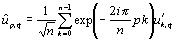 û_{p,q} = \frac{1}{\sqrt{n}} \sum_{k=0}^{n-1} \exp\left(-\frac{2i\pi}{n} pk\right) u'_{k,q}